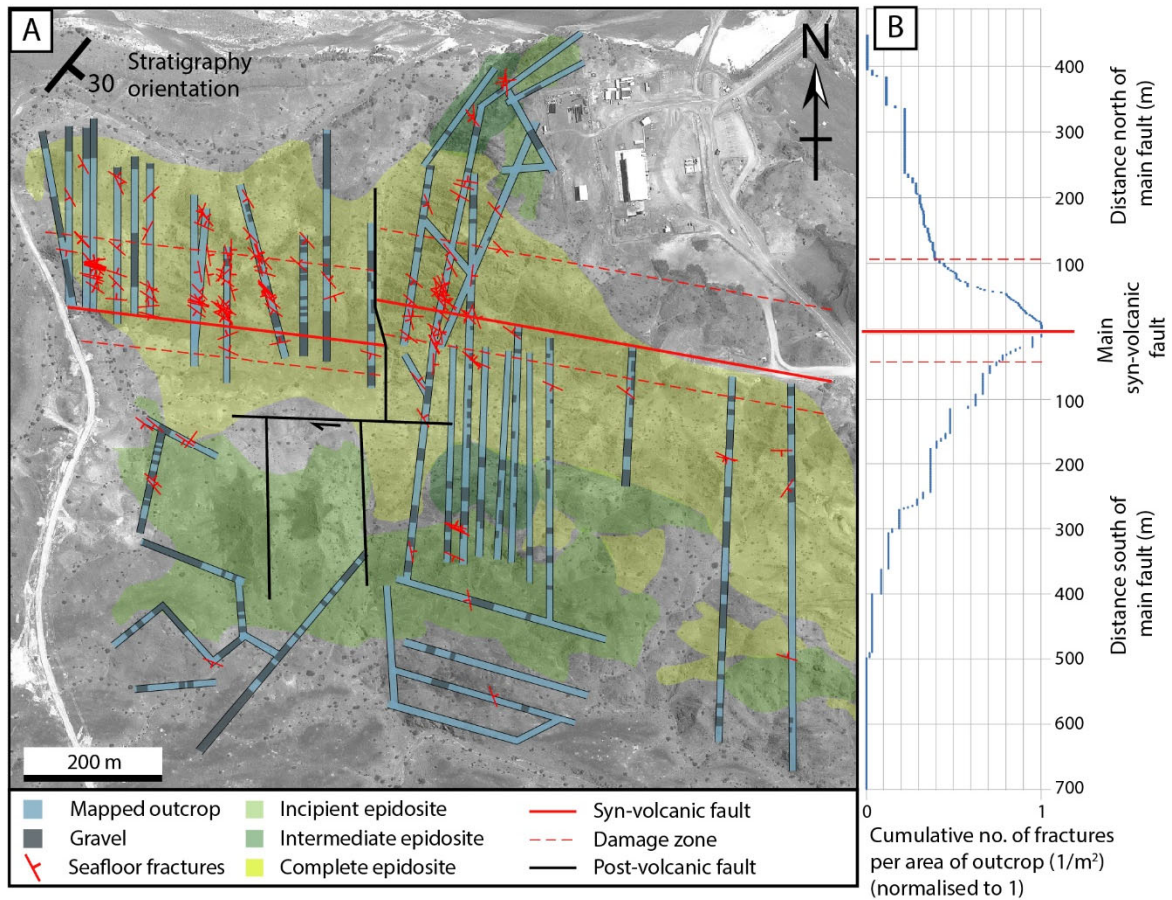 A
30
Stratigraphy
orientation
N
200 m
Mapped outcrop
Gravel
Seafloor fractures
Incipient epidosite
Intermediate epidosite
Complete epidosite
Syn-volcanic fault
Damage zone
Post-volcanic fault
B
400
300
200
100
100
200
300
400
500
600
700
Distance north of
main fault (m)
Main
syn-volcanic
fault
Distance south of
main fault (m)
0
1
Cumulative no. of fractures
per area of outcrop (1/m²)
(normalised to 1)